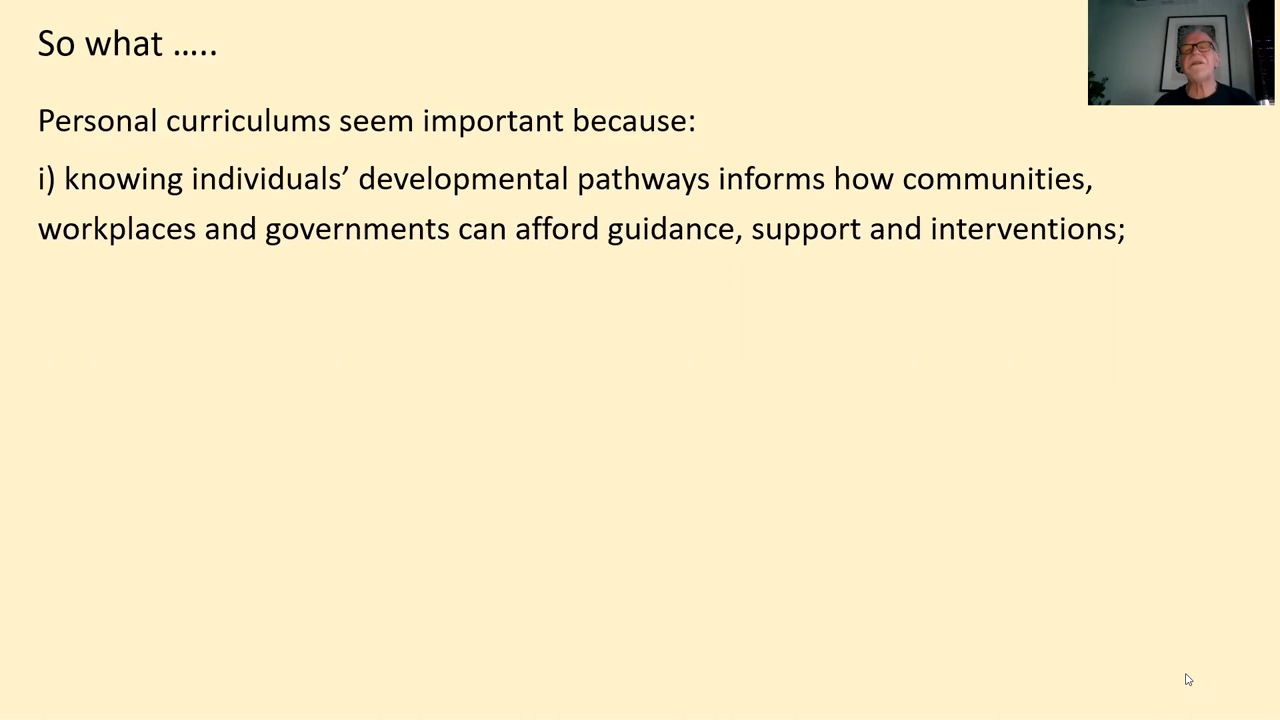 So what …..
Personal curriculums seem important because:
i) knowing individuals’ developmental pathways informs how communities,
workplaces and governments can afford guidance, support and interventions;